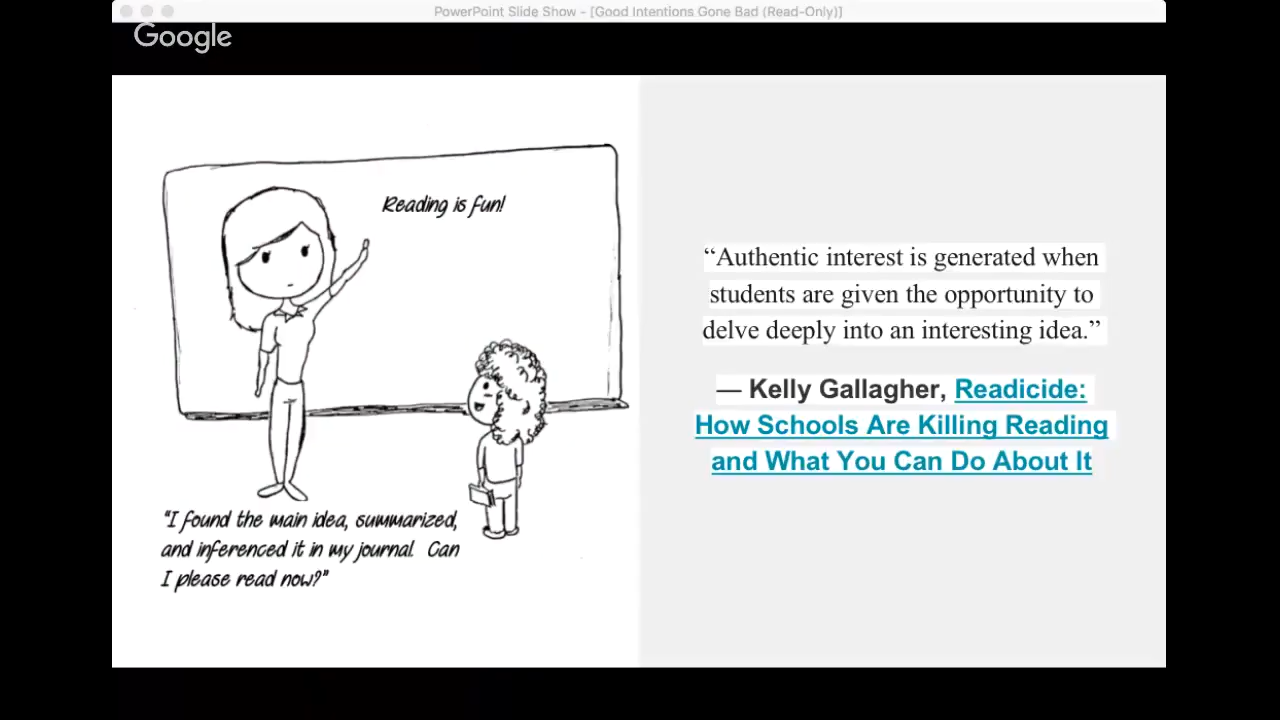 PowerPoint Slide Show - [Good Intentions Gone Bad (Read-Only)]
Google
Reading is fun!
"I found the main idea, summarized,
and inferenced it in my journal. Can
I please read now?"
“Authentic interest is generated when
students are given the opportunity to
delve deeply into an interesting idea.”
— Kelly Gallagher, Readicide:
How Schools Are Killing Reading
and What You Can Do About It